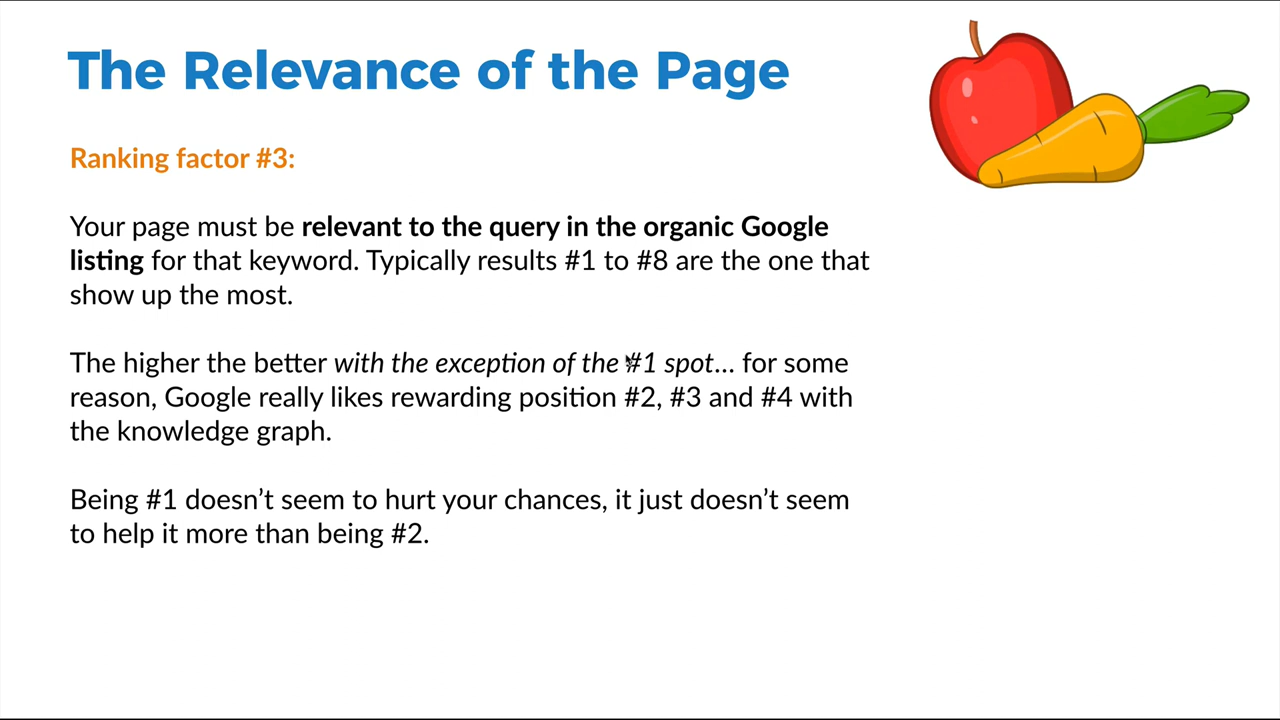 The Relevance of the Page
Ranking factor #3:
Your page must be relevant to the query in the organic Google
listing for that keyword. Typically results #1 to #8 are the one that
show up the most.
The higher the better with the exception of the #1 spot... for some
reason, Google really likes rewarding position #2, #3 and #4 with
the knowledge graph.
Being #1 doesn’t seem to hurt your chances, it just doesn’t seem
to help it more than being #2.